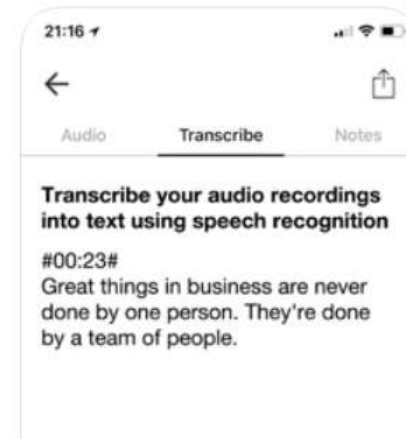 21:16
Audio Transcribe Notes
Transcribe your audio recordings
into text using speech recognition
#00:23#
Great things in business are never
done by one person. They're done
by a team of people.